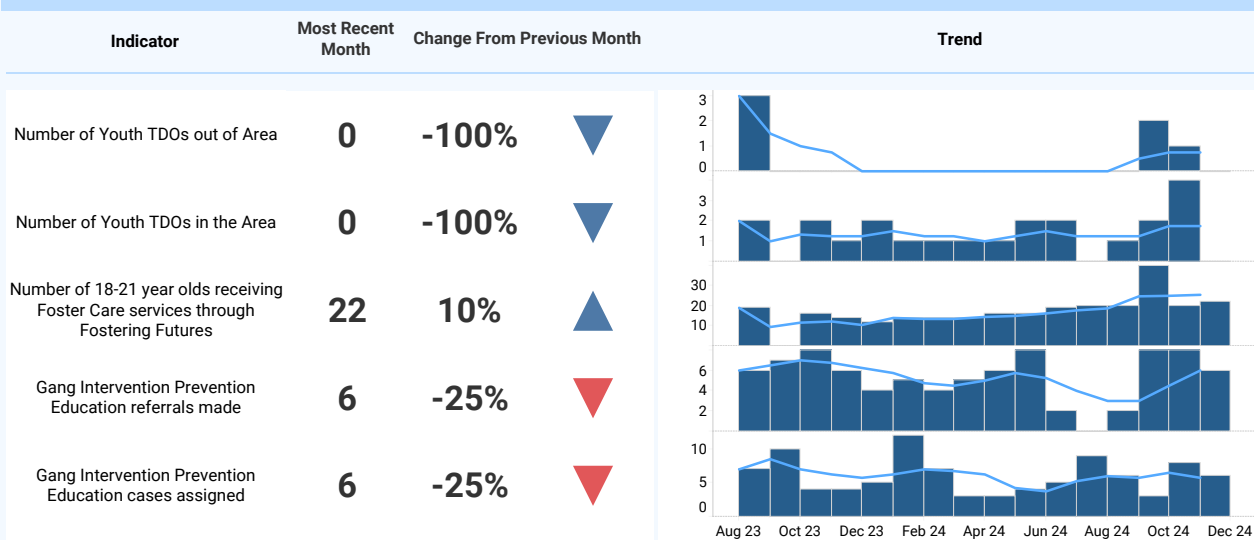 Indicator
Most Recent
Month
Change From Previous Month
Trend
Number of Youth TDOs out of Area
0
-100%
3
2
1
0
Number of Youth TDOs in the Area
0
-100%
3
2
1
Number of 18-21 year olds receiving
Foster Care services through
Fostering Futures
22
10%
30
20
10
Gang Intervention Prevention
Education referrals made
6
-25%
6
4
2
Gang Intervention Prevention
Education cases assigned
6
-25%
10
5
0
Aug 23 Oct 23 Dec 23 Feb 24 Apr 24 Jun 24 Aug 24 Oct 24 Dec 24